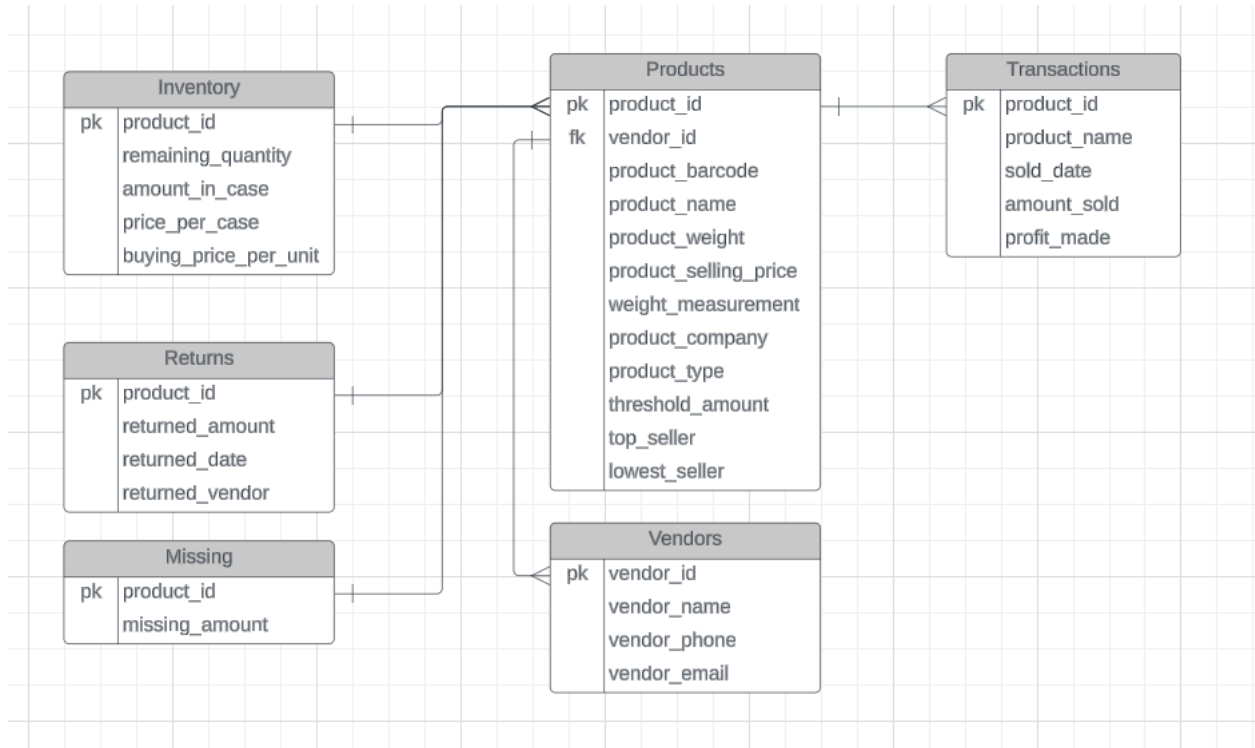 Inventory
pk product_id
remaining_quantity
amount_in_case
price_per_case
buying_price_per_unit
Returns
pk product_id
returned_amount
returned_date
returned_vendor
Missing
pk product_id
missing_amount
Products
pk product_id
fk vendor_id
product_barcode
product_name
product_weight
product_selling_price
weight_measurement
product_company
product_type
threshold_amount
top_seller
lowest_seller
Vendors
pk vendor_id
vendor_name
vendor_phone
vendor_email
Transactions
pk product_id
product_name
sold_date
amount_sold
profit_made